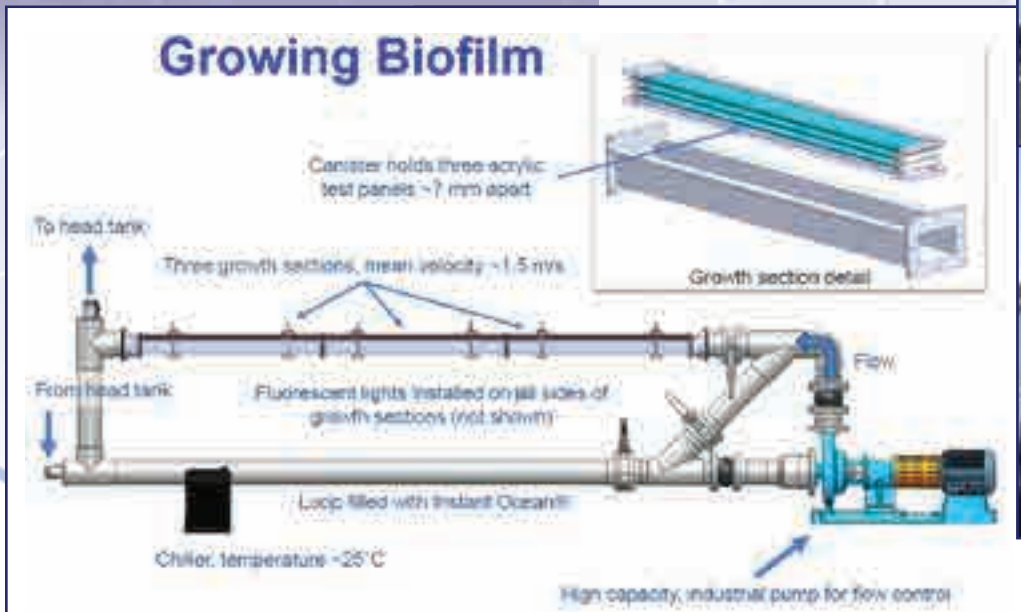 Growing Biofilm
Canister holds three acrylic
test panels ~7 mm apart
To head tank
Three growth sections, mean velocity ~1.5 m/s
Growth section detail
From head tank
Fluorescent lights installed on all sides of
growth sections (not shown)
Flow
Loop filled with Instant Ocean®
Chiller, temperature ~25°C
High capacity, industrial pump for flow control